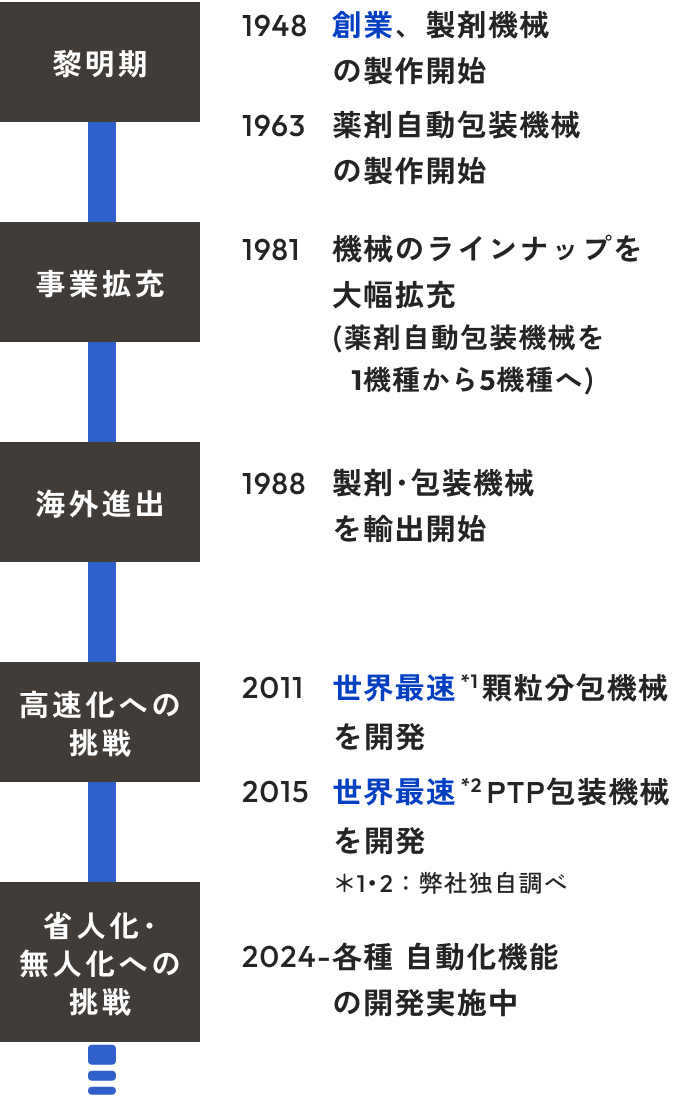 黎明期
1948 創業、製剤機械
の製作開始
1963 薬剤自動包装機械
の製作開始
事業拡充
1981 機械のラインナップを
大幅拡充
(薬剤自動包装機械を
1機種から5機種へ)
海外進出
1988 製剤・包装機械
を輸出開始
高速化への
挑戦
2011 世界最速*1顆粒分包機械
を開発
2015 世界最速*2PTP包装機械
を開発
＊1・2：弊社独自調べ
省人化・
無人化への
挑戦
2024-各種 自動化機能
の開発実施中